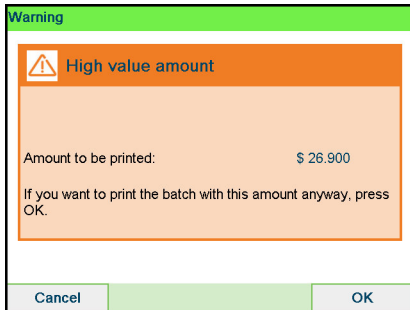 Warning
High value amount
Amount to be printed: $ 26.900
If you want to print the batch with this amount anyway, press
OK.
Cancel OK